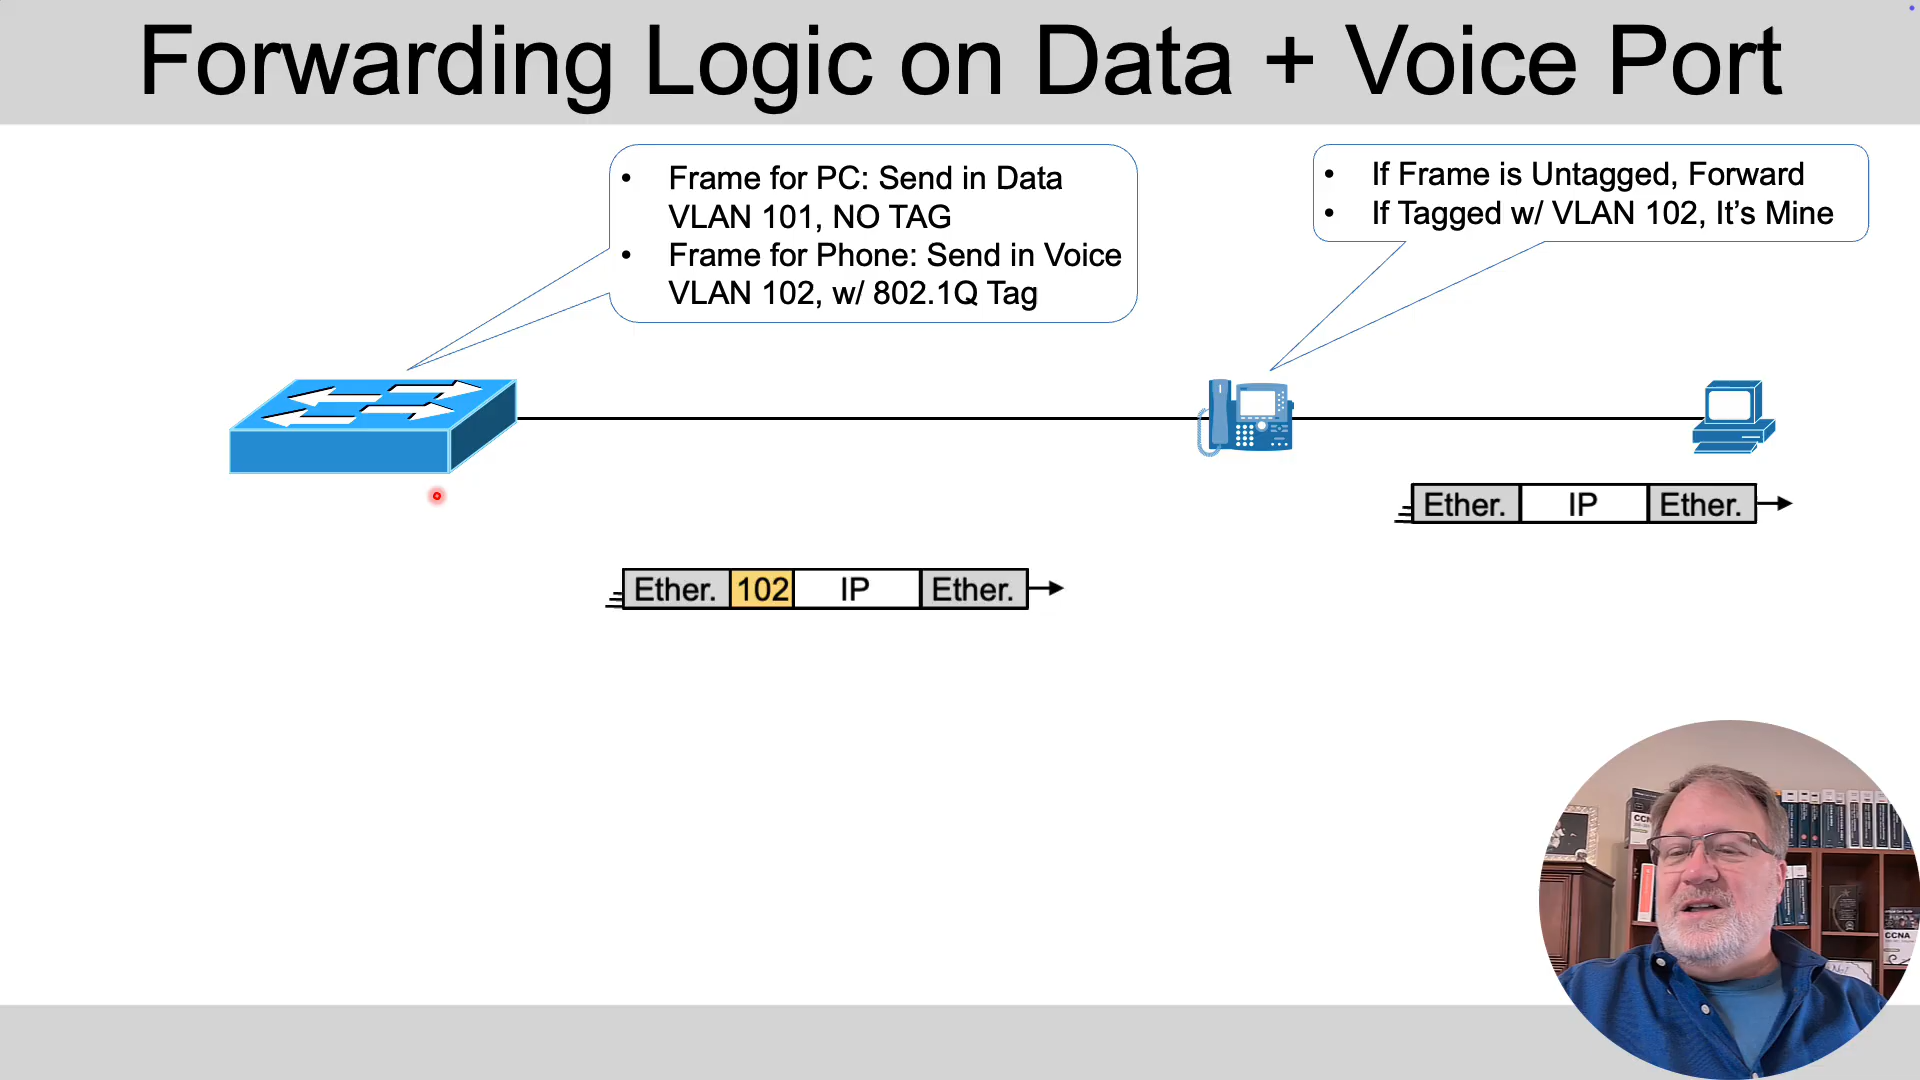 Forwarding Logic on Data + Voice Port
• Frame for PC: Send in Data
VLAN 101, NO TAG
• Frame for Phone: Send in Voice
VLAN 102, w/ 802.1Q Tag
• If Frame is Untagged, Forward
• If Tagged w/ VLAN 102, It’s Mine
Ether. IP Ether.
Ether. 102 IP Ether.
CCNA